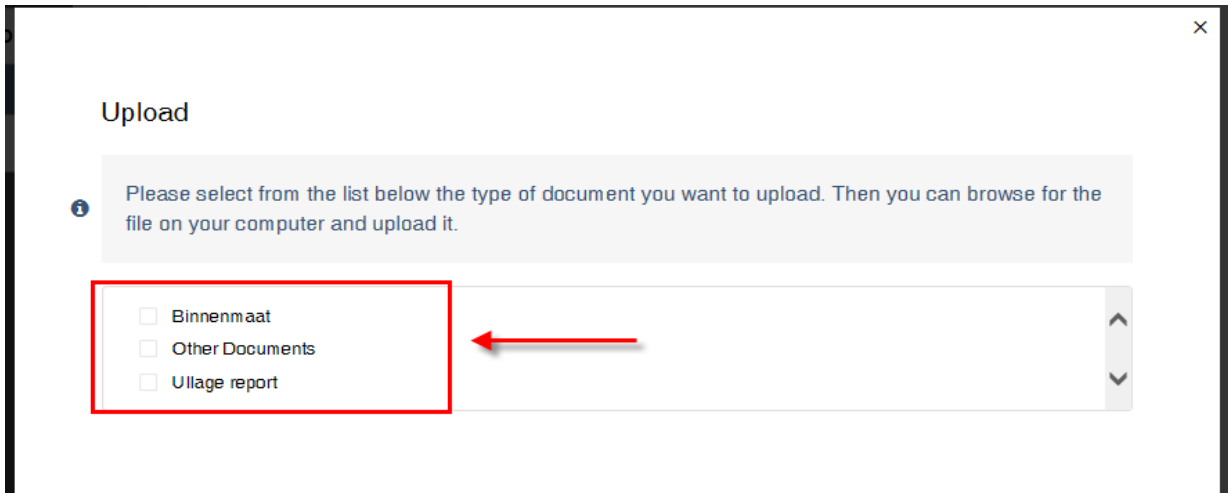 Upload
Please select from the list below the type of document you want to upload. Then you can browse for the
file on your computer and upload it.
Binnenmaat
Other Documents
Ullage report